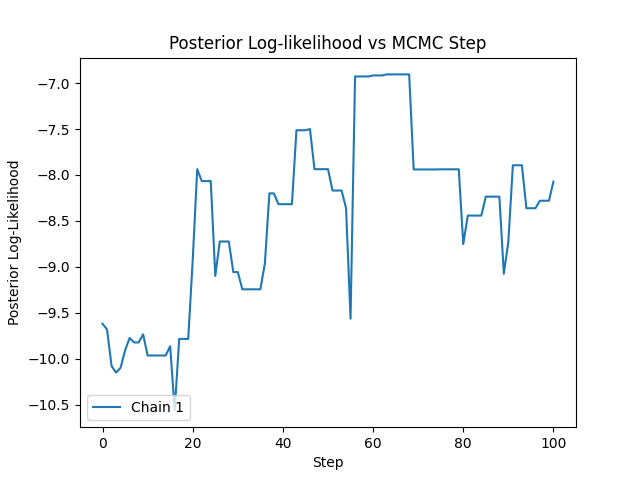 Posterior Log-likelihood vs MCMC Step
Posterior Log-Likelihood
−7.0
−7.5
−8.0
−8.5
−9.0
−9.5
−10.0
−10.5
Chain 1
0 20 40 60 80 100
Step